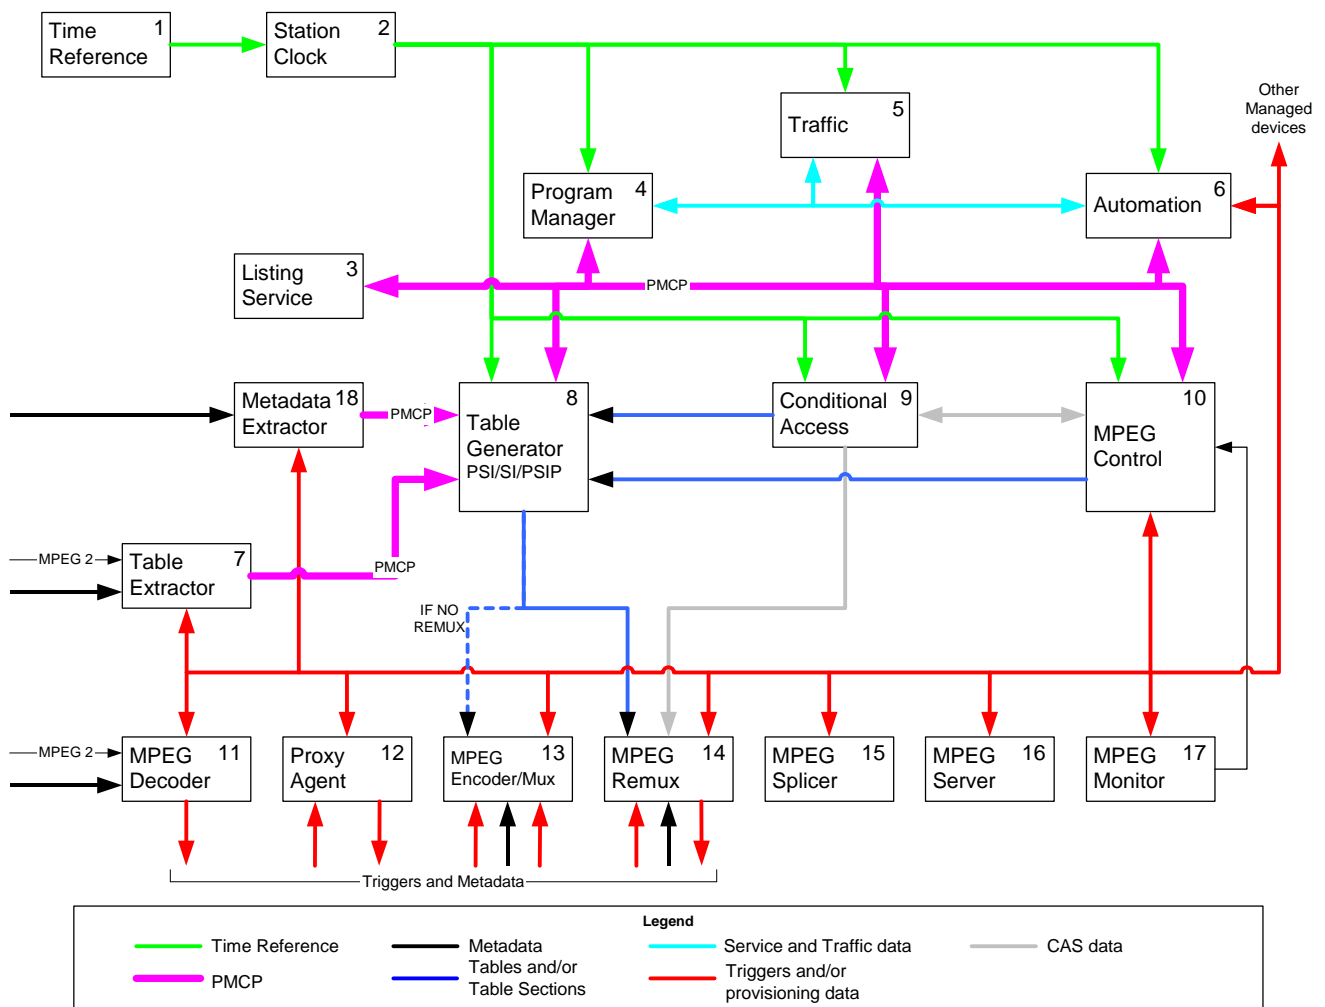 Time
Reference
1
Station
Clock
2
Traffic
5
Other
Managed
devices
Program
Manager
4
Automation
6
Listing
Service
3
PMCP
Metadata
Extractor
18
PMCP
Table
Generator
PSI/SI/PSIP
8
Conditional
Access
9
MPEG
Control
10
MPEG 2
Table
Extractor
7
PMCP
IF NO
REMUX
MPEG 2
MPEG
Decoder
11
Proxy
Agent
12
MPEG
Encoder/Mux
13
MPEG
Remux
14
MPEG
Splicer
15
MPEG
Server
16
MPEG
Monitor
17
Triggers and Metadata
Legend
Time Reference
Metadata
Service and Traffic data
CAS data
PMCP
Tables and/or
Table Sections
Triggers and/or
provisioning data